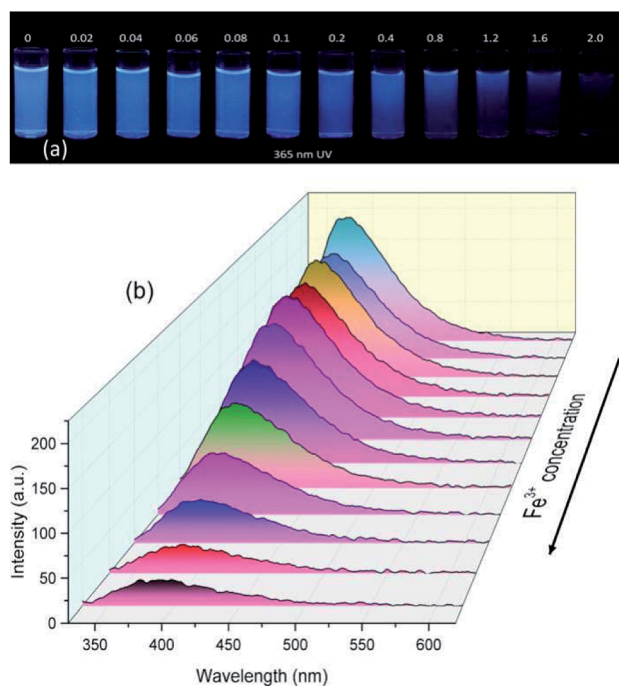 0 0.02 0.04 0.06 0.08 0.1 0.2 0.4 0.8 1.2 1.6 2.0
(a)
365 nm UV
(b)
200
150
100
50
0
Intensity (a.u.)
Fe³⁺ concentration
350 400 450 500 550 600
Wavelength (nm)